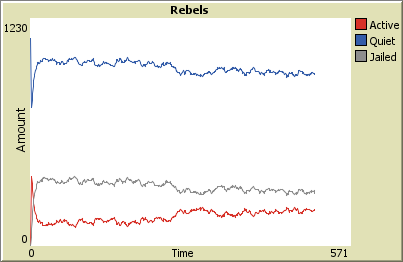 Rebels
1230
Amount
0
0 Time 571
Active
Quiet
Jailed